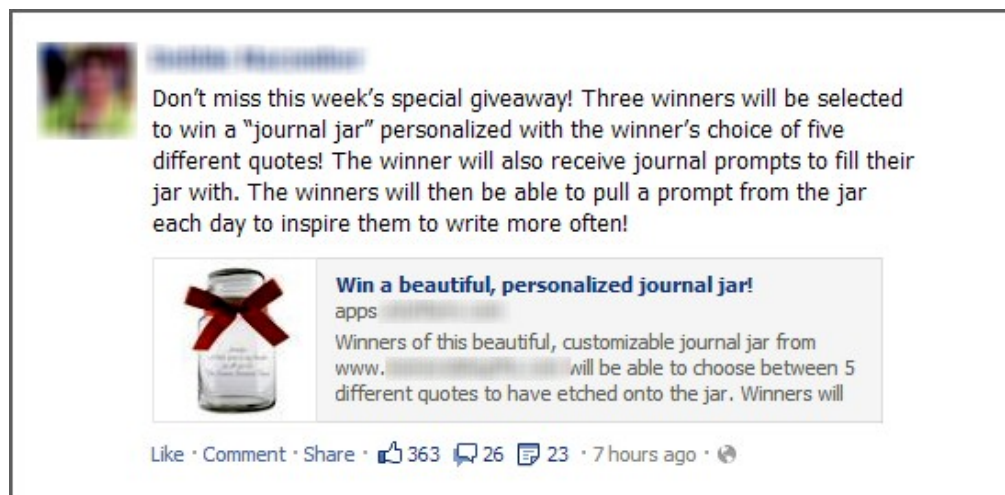 Don't miss this week's special giveaway! Three winners will be selected
to win a “journal jar” personalized with the winner's choice of five
different quotes! The winner will also receive journal prompts to fill their
jar with. The winners will then be able to pull a prompt from the jar
each day to inspire them to write more often!
Win a beautiful, personalized journal jar!
apps
Winners of this beautiful, customizable journal jar from
www. will be able to choose between 5
different quotes to have etched onto the jar. Winners will
Like · Comment · Share · 363 26 23 · 7 hours ago ·